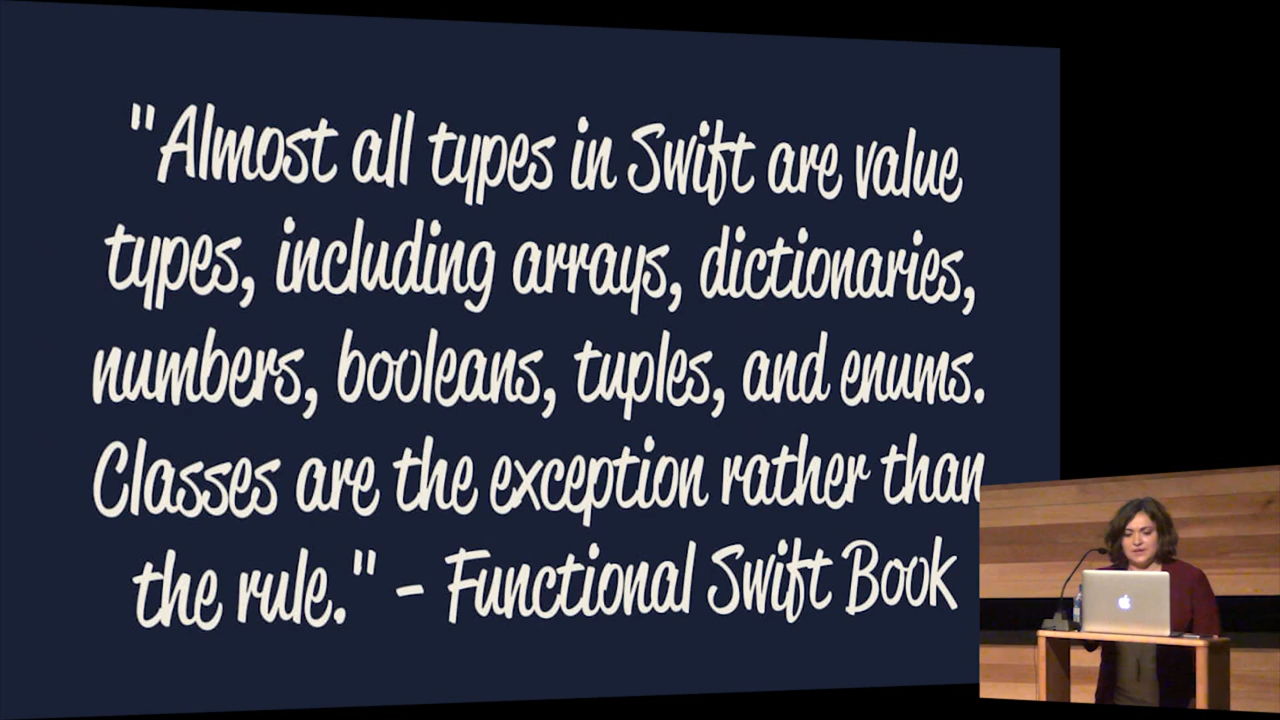 "Almost all types in Swift are value
types, including arrays, dictionaries,
numbers, booleans, tuples, and enums.
Classes are the exception rather than
the rule." - Functional Swift Book